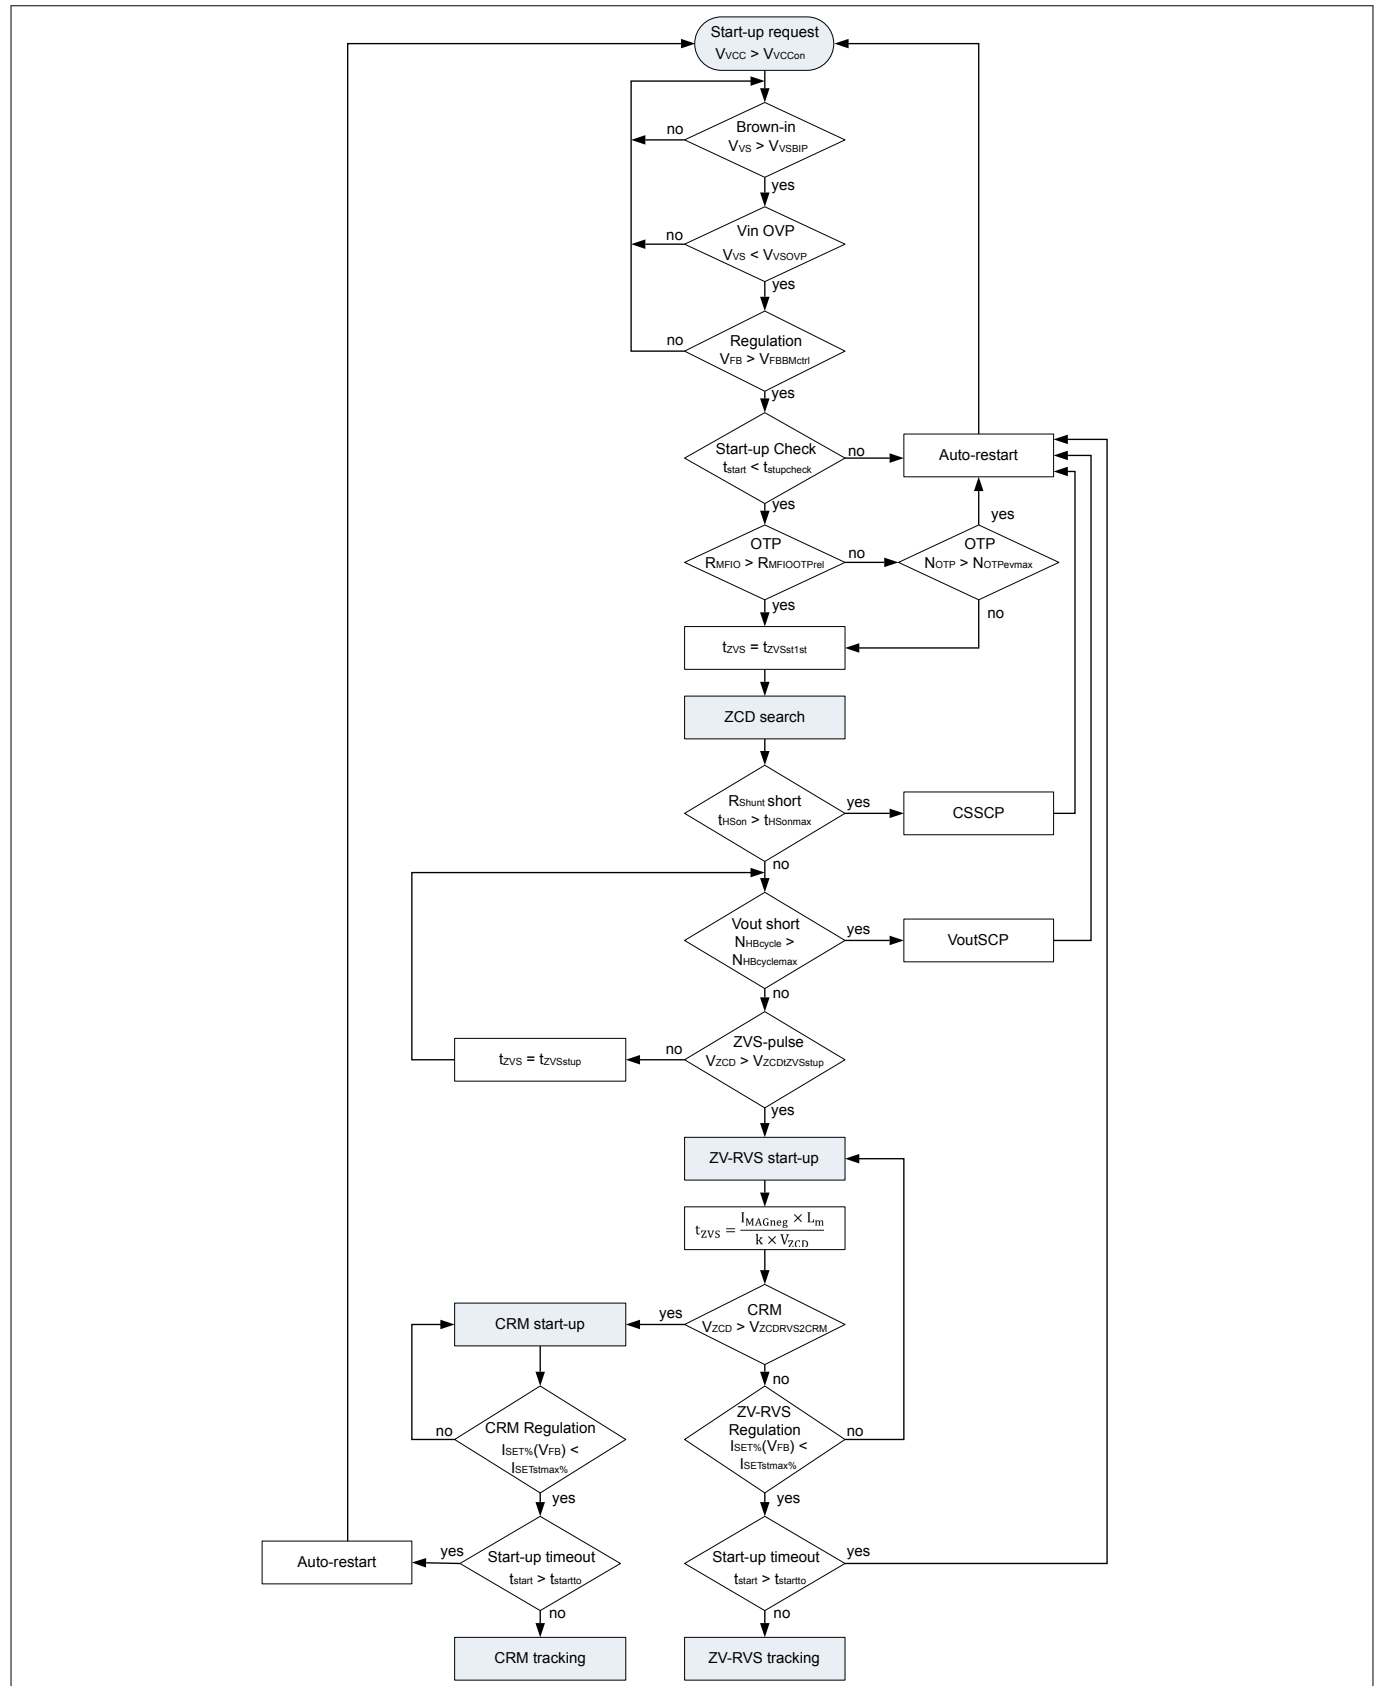 Start-up request
VVCC > VVCCon
Brown-in
VVS > VVSBIP
no
yes
Vin OVP
VVS < VVSOVP
no
yes
Regulation
VFB > VFBBMctrl
no
yes
Start-up Check
tstart < tstupcheck
no
Auto-restart
yes
yes
OTP
RMFIO > RMFIOOTPrel
no
OTP
NOTP > NOTPevmax
yes
no
tZVS = tZVSst1st
ZCD search
RShunt short
tHSon > tHSonmax
yes
CSSCP
no
Vout short
NHBcycle >
NHBcyclemax
yes
VoutSCP
no
ZVS-pulse
VZCD > VZCDtZVSstup
no
tZVS = tZVSstup
yes
ZV-RVS start-up
tZVS = IMAGneg × Lm
k × VZCD
CRM
VZCD > VZCDRVS2CRM
yes
CRM start-up
no
CRM Regulation
ISET%(VFB) <
ISETstmax%
no
ZV-RVS
Regulation
ISET%(VFB) <
ISETstmax%
no
yes
yes
Auto-restart
yes
Start-up timeout
tstart > tstartto
Start-up timeout
tstart > tstartto
yes
no
no
CRM tracking
ZV-RVS tracking